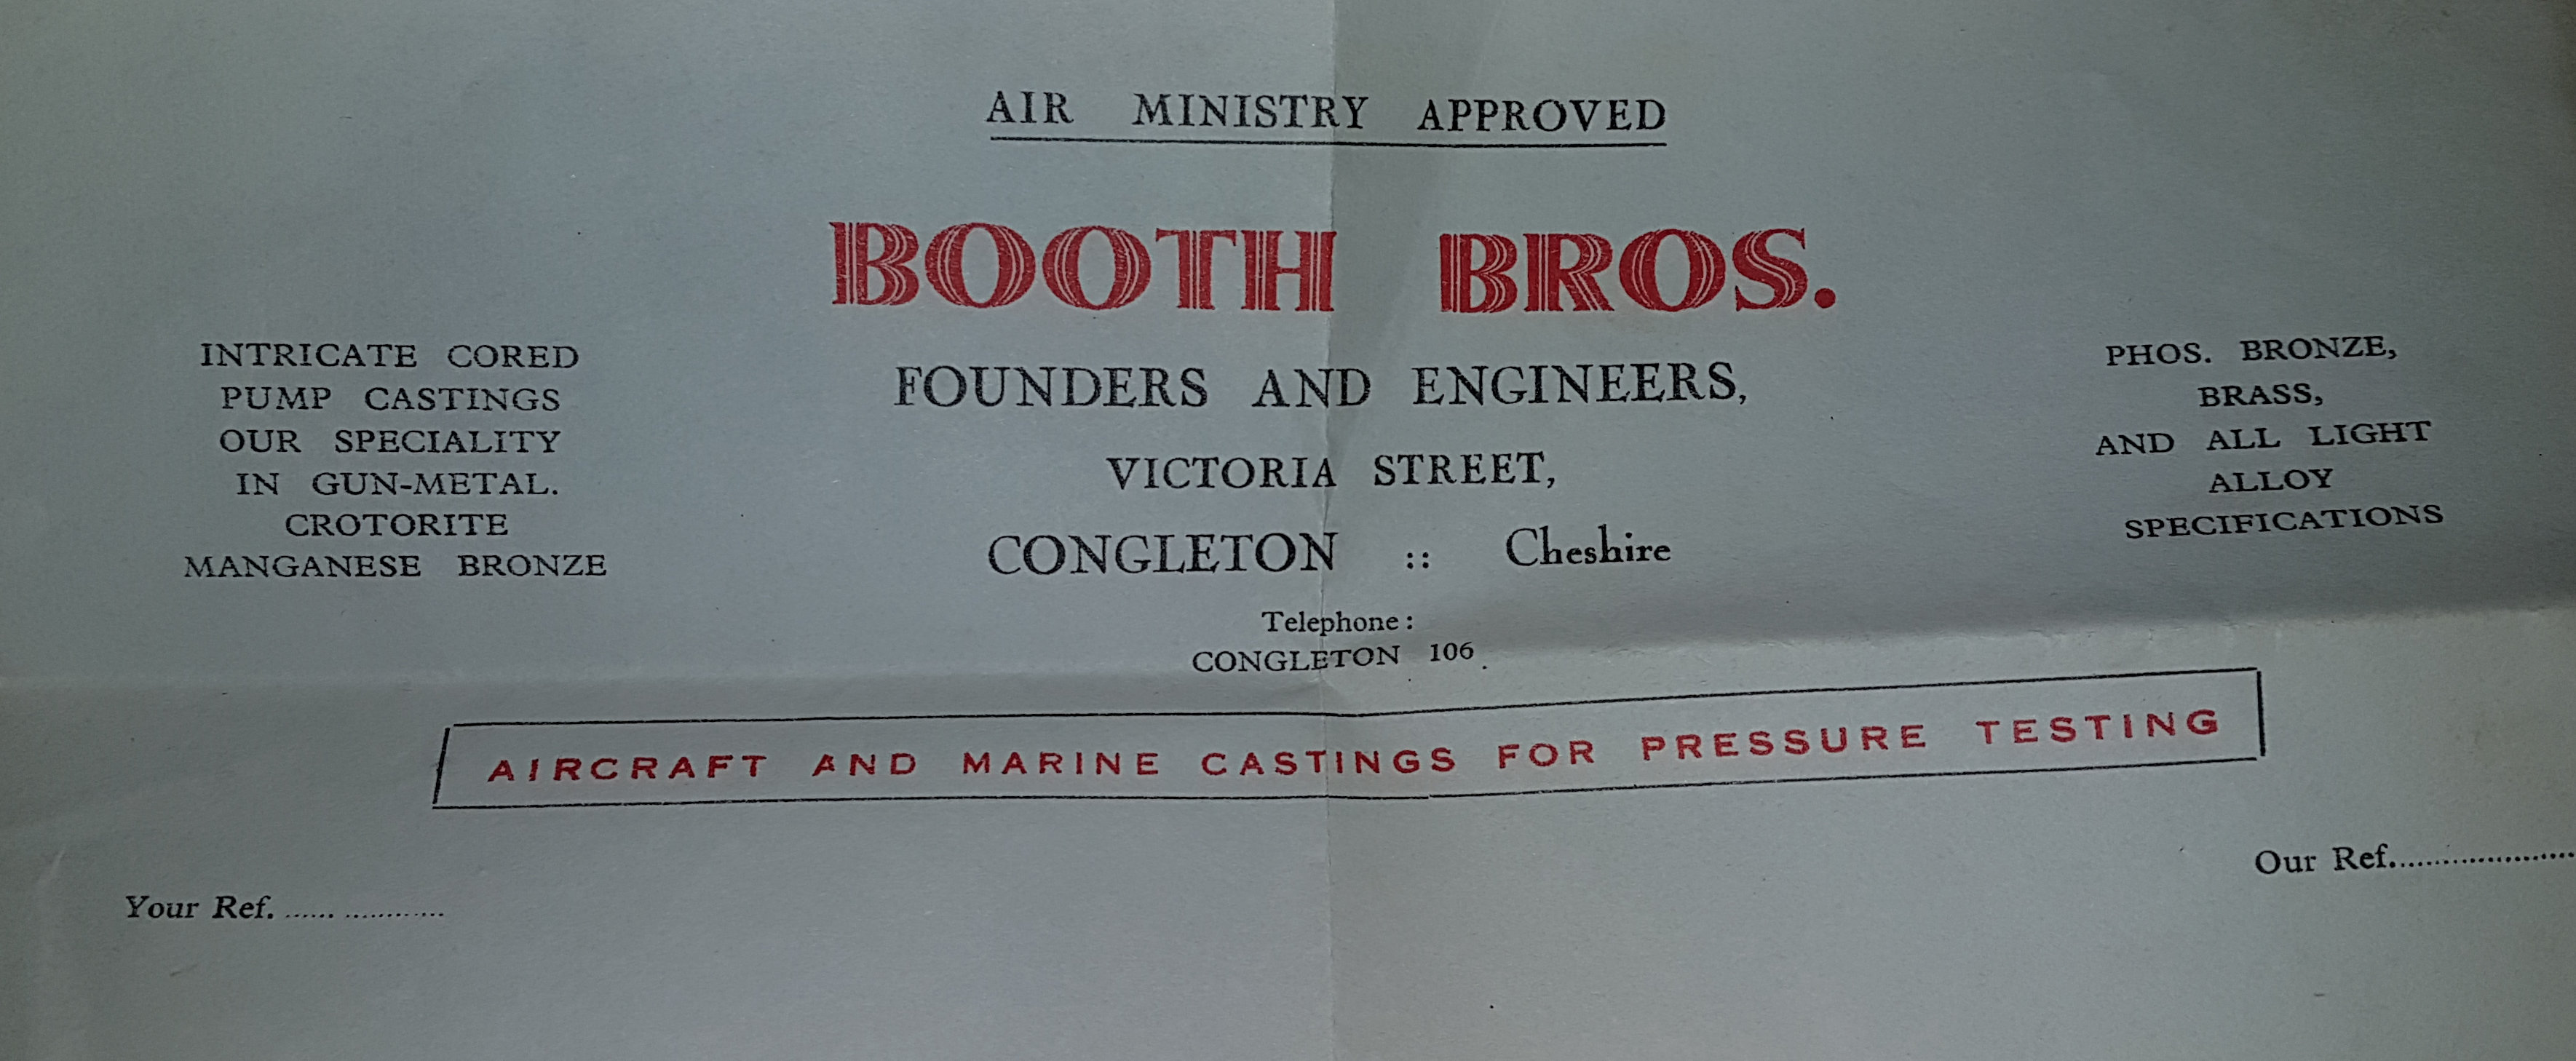 AIR MINISTRY APPROVED
BOOTH BROS.
FOUNDERS AND ENGINEERS,
VICTORIA STREET,
CONGLETON :: Cheshire
Telephone:
CONGLETON 106.
INTRICATE CORED
PUMP CASTINGS
OUR SPECIALITY
IN GUN-METAL.
CROTORITE
MANGANESE BRONZE
PHOS. BRONZE,
BRASS,
AND ALL LIGHT
ALLOY
SPECIFICATIONS
AIRCRAFT AND MARINE CASTINGS FOR PRESSURE TESTING
Your Ref. ...... ............
Our Ref.........................